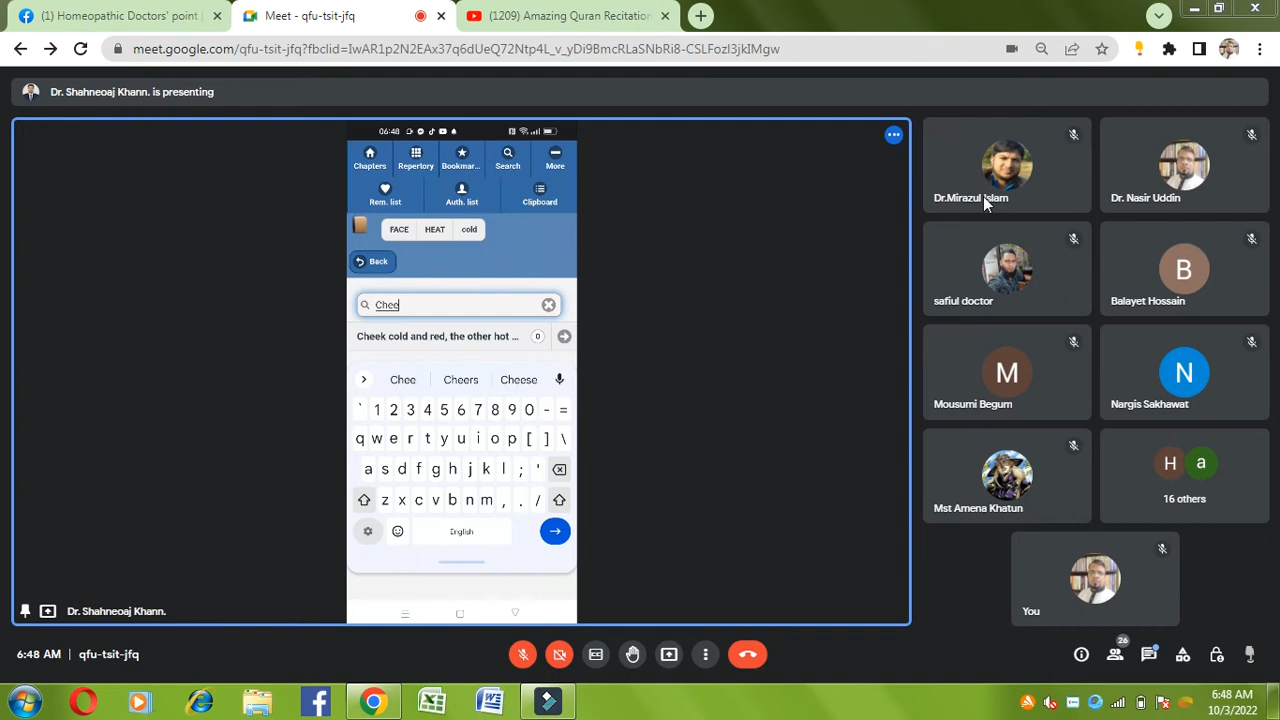 (1) Homeopathic Doctors' point |
Meet - qfu-tsit-jfq
(1209) Amazing Quran Recitation
meet.google.com/qfu-tsit-jfq?fbclid=IwAR1p2N2EAx37q6dUeQ72Nfp4L_v_yDi9BmcRLaSNbRi8-CSLFozI3jkIMgw
Dr. Shahneoaj Khann. is presenting
06:48
Chapters
Repertory
Bookmar...
Search
More
Rem. list
Auth. list
Clipboard
FACE
HEAT
cold
Back
Chee
Cheek cold and red, the other hot ...
0
Chee
Cheers
Cheese
` 1 2 3 4 5 6 7 8 9 0 - =
q w e r t y u i o p [ ] \
a s d f g h j k l ; '
z x c v b n m , . /
English
Dr. Shahneoaj Khann.
Dr.Mirazul Islam
Dr. Nasir Uddin
safiul doctor
B
Balayet Hossain
M
Mousumi Begum
N
Nargis Sakhawat
Mst Amena Khatun
H
a
16 others
You
6:48 AM | qfu-tsit-jfq
26
6:48 AM
10/3/2022